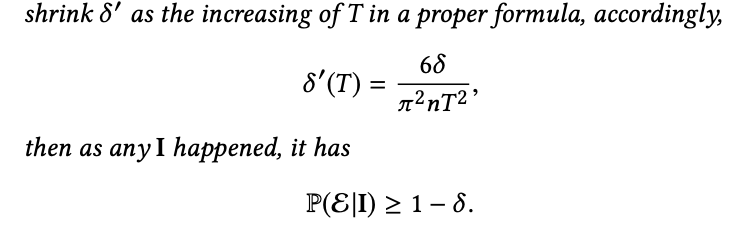 shrink δ′ as the increasing of T in a proper formula, accordingly,
δ′(T) = 6δ / π²nT² ,
then as any I happened, it has
ℙ(ℰ|I) ≥ 1 − δ.